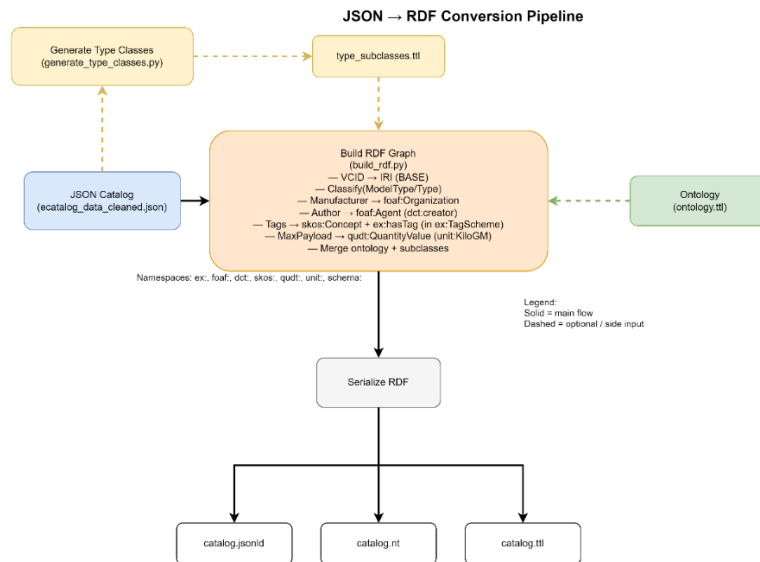 JSON → RDF Conversion Pipeline
Generate Type Classes
(generate_type_classes.py)
type_subclasses.ttl
Build RDF Graph
(build_rdf.py)
— VCID → IRI (BASE)
— Classify(ModelType/Type)
— Manufacturer → foaf:Organization
— Author → foaf:Agent (dct:creator)
— Tags → skos:Concept + ex:hasTag (in ex:TagScheme)
— MaxPayload → qudt:QuantityValue (unit:KiloGM)
— Merge ontology + subclasses
JSON Catalog
(ecatalog_data_cleaned.json)
Ontology
(ontology.ttl)
Namespaces: ex:, foaf:, dct:, skos:, qudt:, unit:, schema:
Legend:
Solid = main flow
Dashed = optional / side input
Serialize RDF
catalog.jsonld
catalog.nt
catalog.ttl